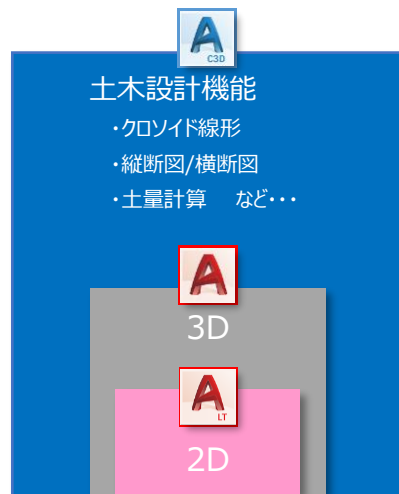 C3D
土木設計機能
・クロソイド線形
・縦断図/横断図
・土量計算　など・・・
3D
LT
2D